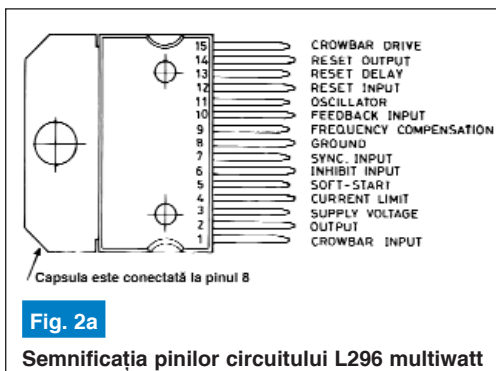 15 CROWBAR DRIVE
14 RESET OUTPUT
13 RESET DELAY
12 RESET INPUT
11 OSCILLATOR
10 FEEDBACK INPUT
9 FREQUENCY COMPENSATION
8 GROUND
7 SYNC. INPUT
6 INHIBIT INPUT
5 SOFT-START
4 CURRENT LIMIT
3 SUPPLY VOLTAGE
2 OUTPUT
1 CROWBAR INPUT
Capsula este conectată la pinul 8
Fig. 2a
Semnificația pinilor circuitului L296 multiwatt